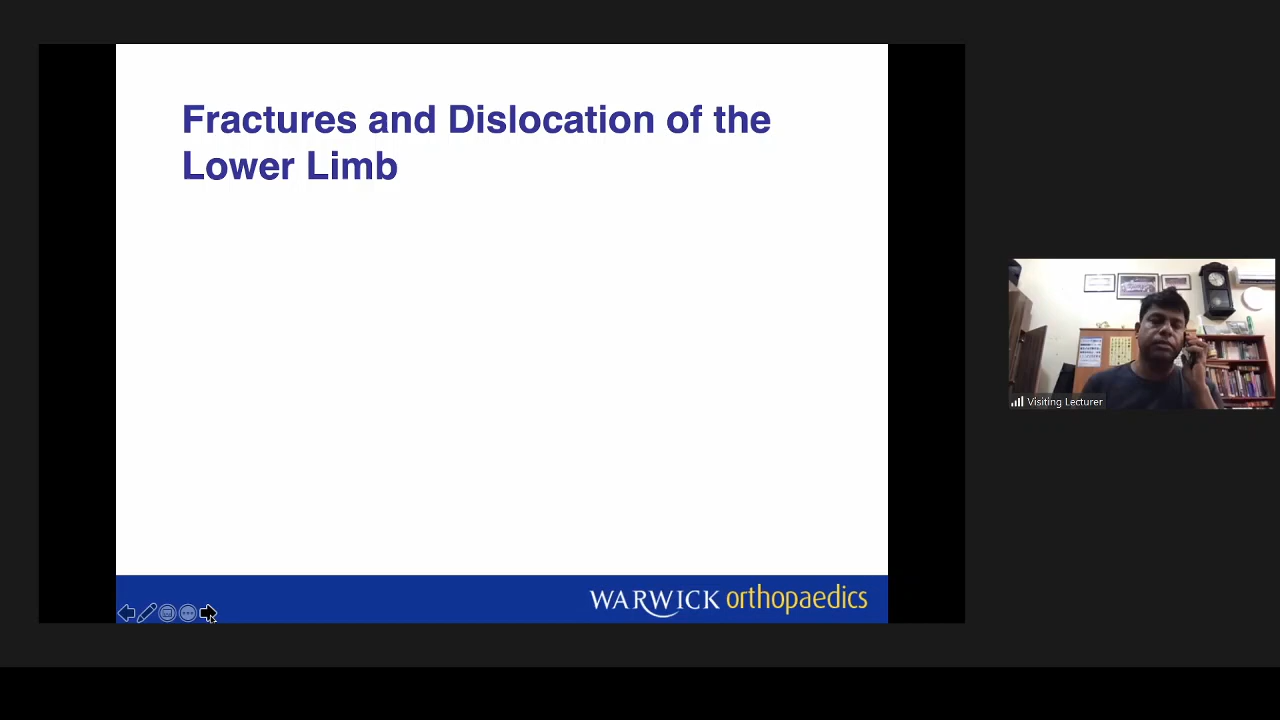 Fractures and Dislocation of the
Lower Limb
WARWICK orthopaedics
Visiting Lecturer